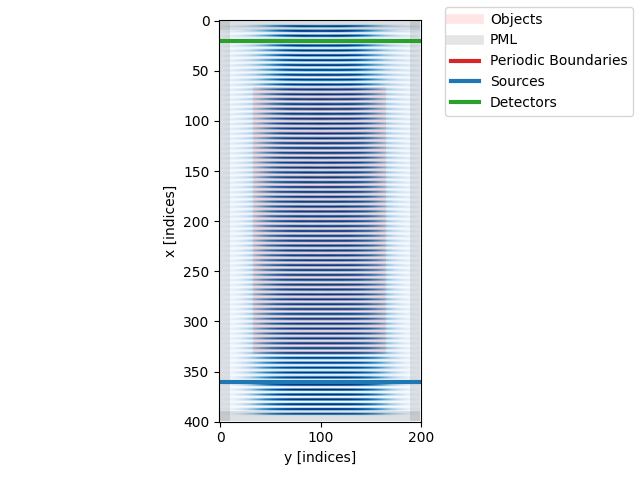 0
50
100
150
200
250
300
350
400
x [indices]
0 100 200
y [indices]
Objects
PML
Periodic Boundaries
Sources
Detectors